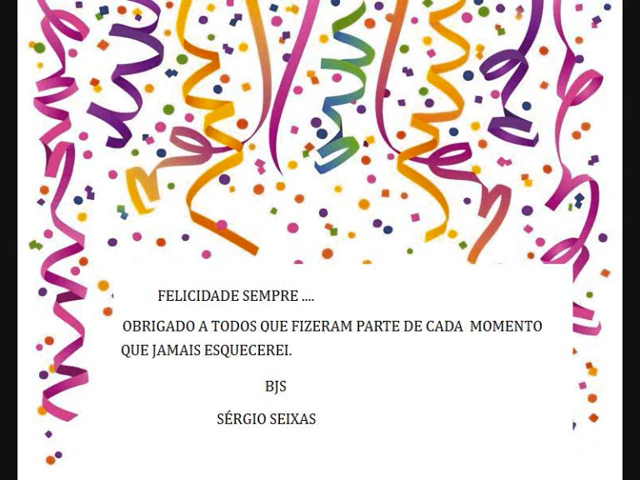 FELICIDADE SEMPRE ....
OBRIGADO A TODOS QUE FIZERAM PARTE DE CADA MOMENTO
QUE JAMAIS ESQUECEREI.
BJS
SÉRGIO SEIXAS